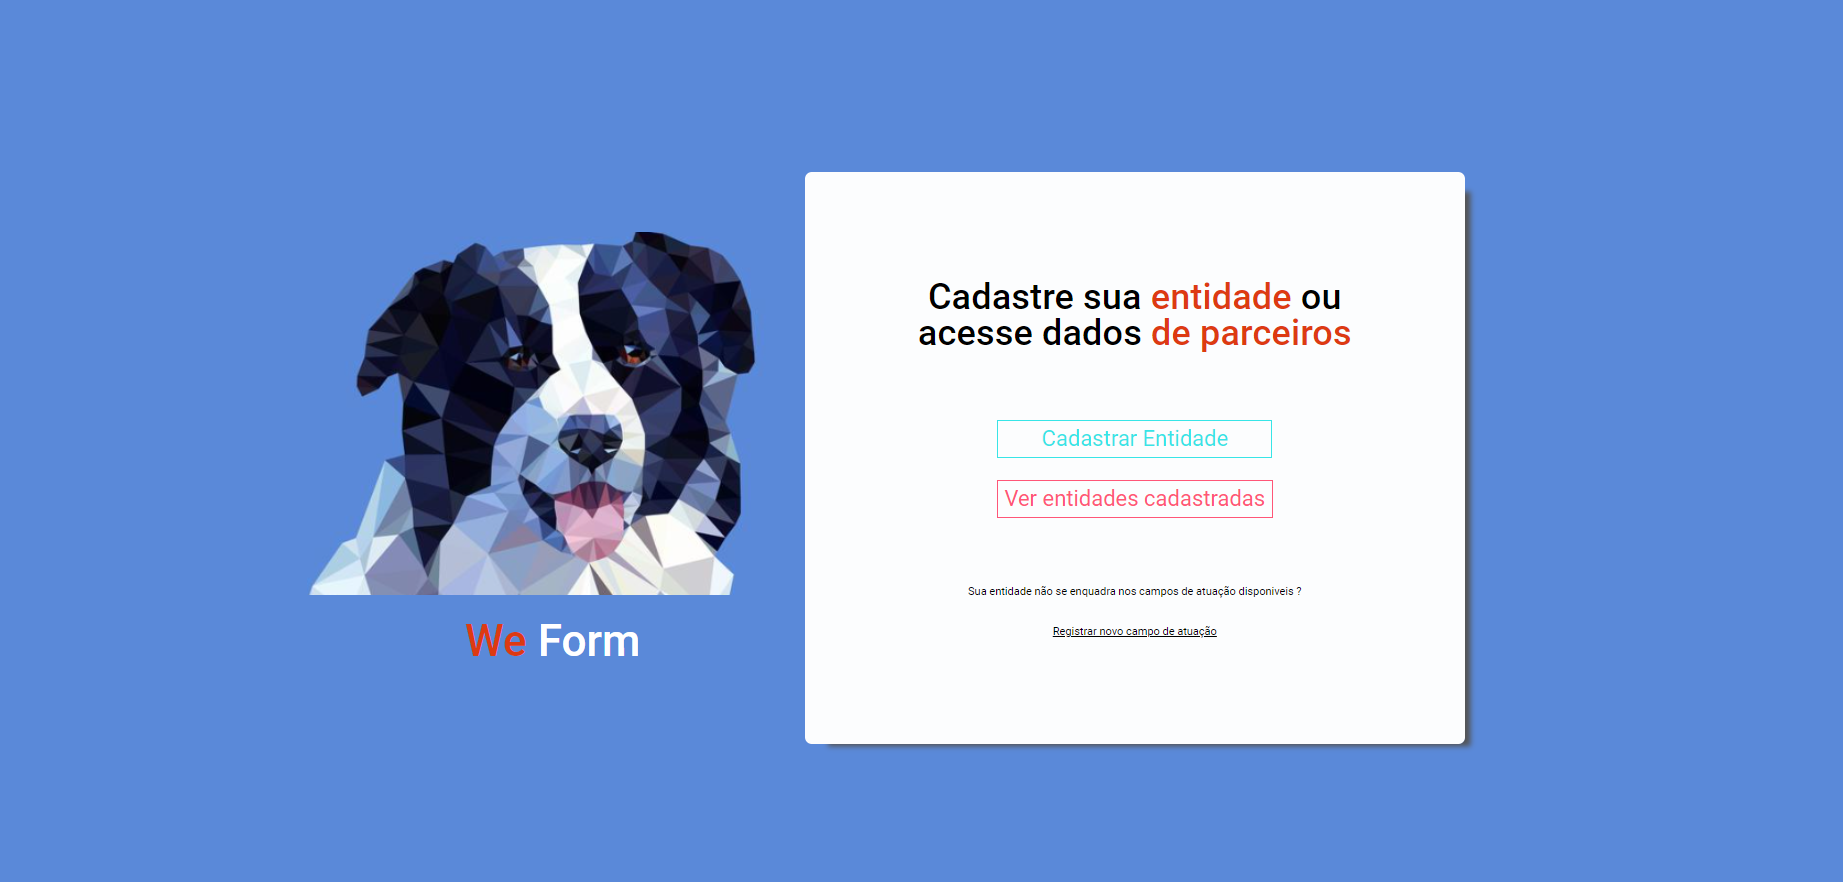 We Form
Cadastre sua entidade ou
acesse dados de parceiros
Cadastrar Entidade
Ver entidades cadastradas
Sua entidade não se enquadra nos campos de atuação disponiveis ?
Registrar novo campo de atuação